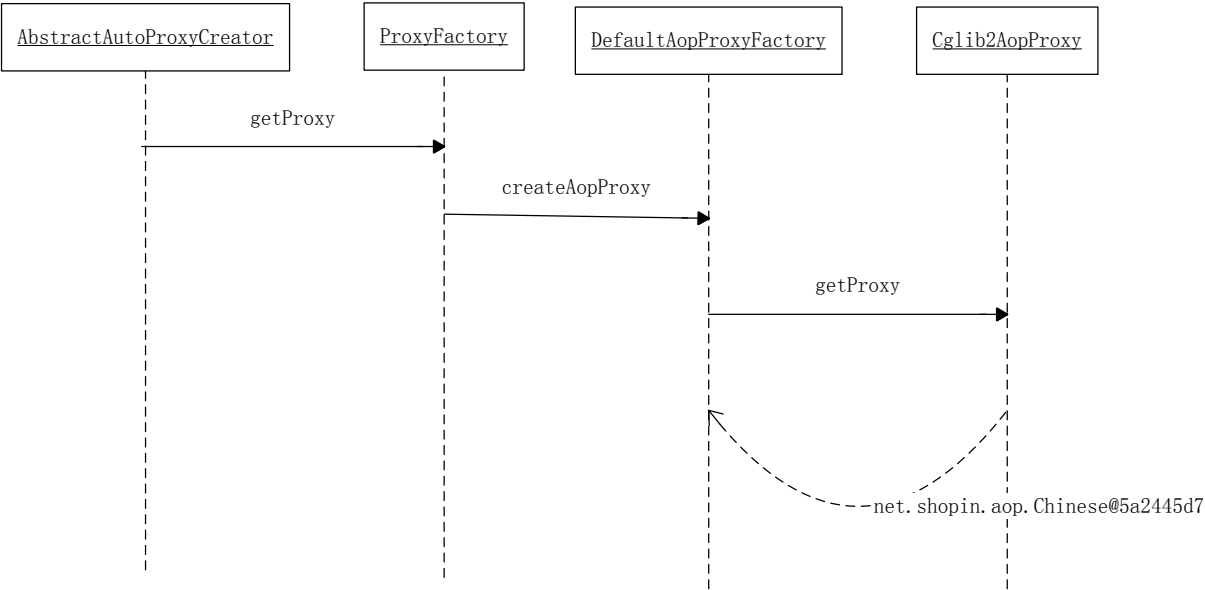 AbstractAutoProxyCreator
ProxyFactory
DefaultAopProxyFactory
Cglib2AopProxy
getProxy
createAopProxy
getProxy
net.shopin.aop.Chinese@5a2445d7